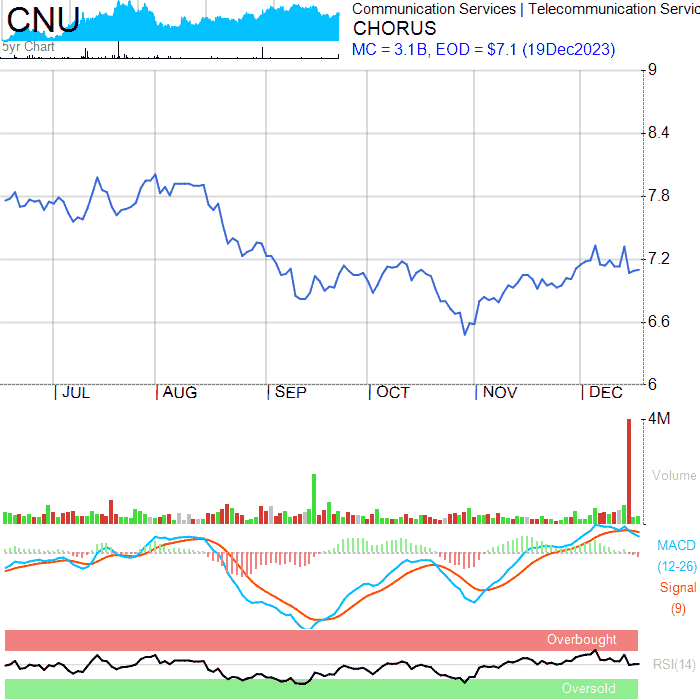 CNU
5yr Chart
Communication Services | Telecommunication Servic
CHORUS
MC = 3.1B, EOD = $7.1 (19Dec2023)
9
8.4
7.8
7.2
6.6
6
JUL AUG SEP OCT NOV DEC
4M
Volume
MACD
(12-26)
Signal
(9)
Overbought
RSI(14)
Oversold